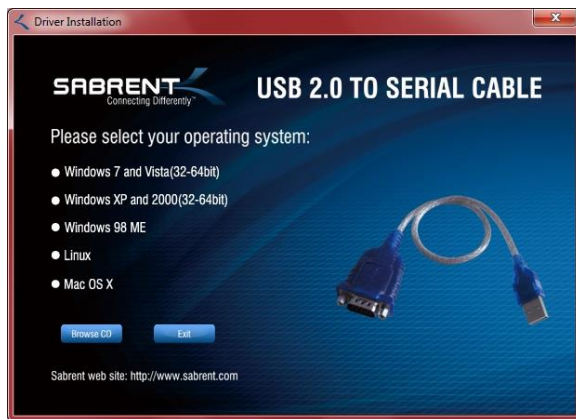 Driver Installation
SABRENT
Connecting Differently™
USB 2.0 TO SERIAL CABLE
Please select your operating system:
Windows 7 and Vista(32-64bit)
Windows XP and 2000(32-64bit)
Windows 98 ME
Linux
Mac OS X
Browse CD
Exit
Sabrent web site: http://www.sabrent.com